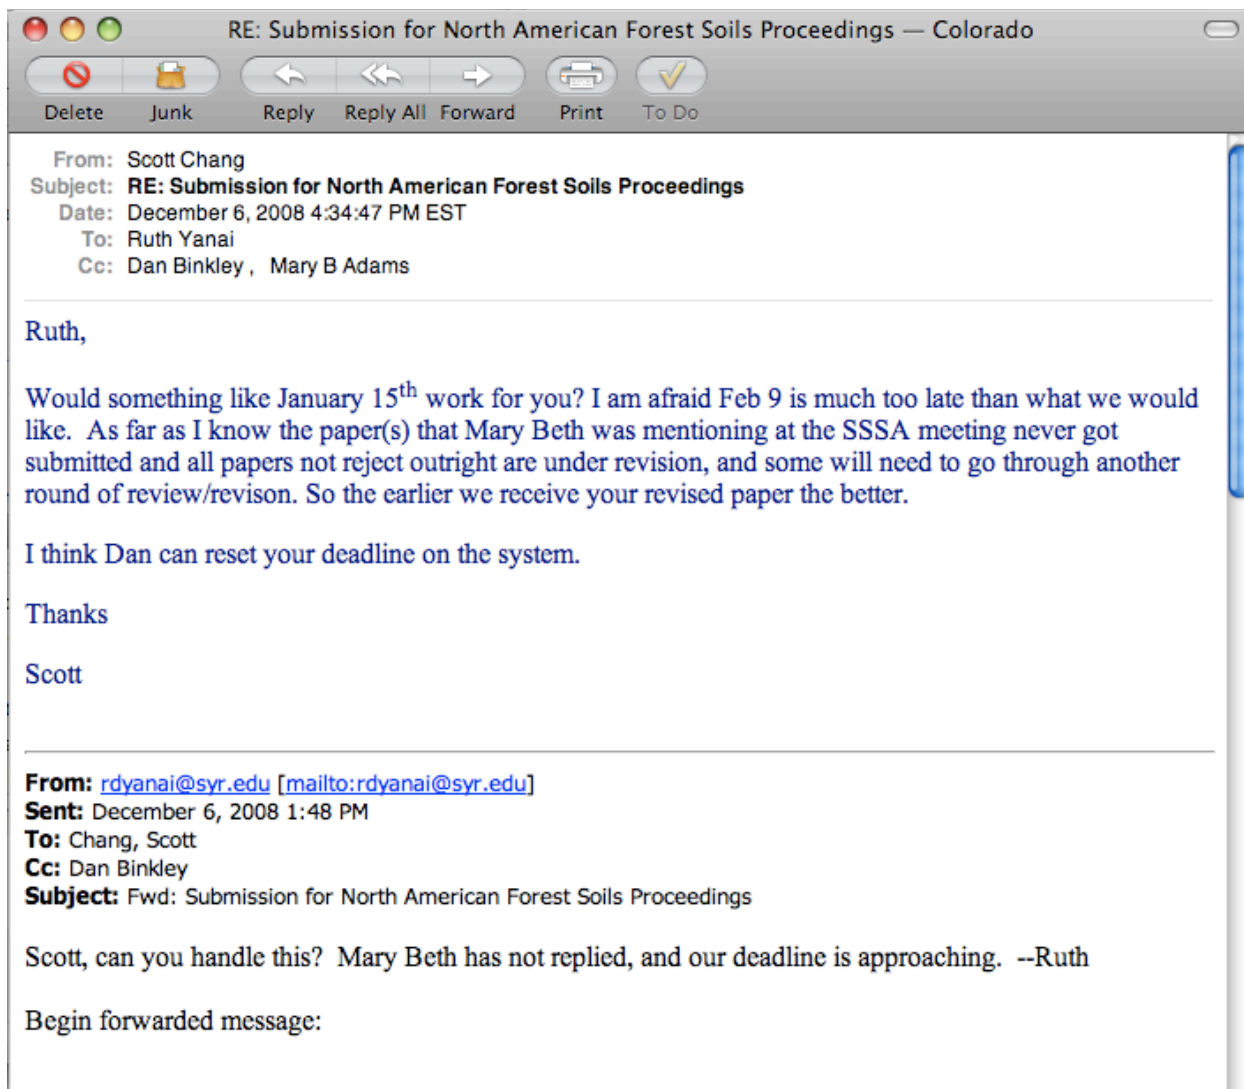 RE: Submission for North American Forest Soils Proceedings — Colorado
Delete Junk Reply Reply All Forward Print To Do
From: Scott Chang
Subject: RE: Submission for North American Forest Soils Proceedings
Date: December 6, 2008 4:34:47 PM EST
To: Ruth Yanai
Cc: Dan Binkley , Mary B Adams
Ruth,
Would something like January 15th work for you? I am afraid Feb 9 is much too late than what we would
like. As far as I know the paper(s) that Mary Beth was mentioning at the SSSA meeting never got
submitted and all papers not reject outright are under revision, and some will need to go through another
round of review/revison. So the earlier we receive your revised paper the better.
I think Dan can reset your deadline on the system.
Thanks
Scott
From: rdyanai@syr.edu [mailto:rdyanai@syr.edu]
Sent: December 6, 2008 1:48 PM
To: Chang, Scott
Cc: Dan Binkley
Subject: Fwd: Submission for North American Forest Soils Proceedings
Scott, can you handle this? Mary Beth has not replied, and our deadline is approaching. --Ruth
Begin forwarded message: